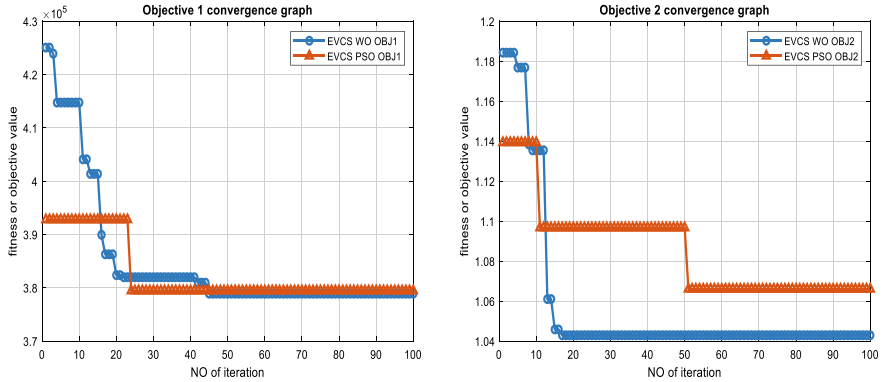 Objective 1 convergence graph
4.3 ×10⁵
EVCS WO OBJ1
EVCS PSO OBJ1
4.2
4.1
4
3.9
3.8
3.7
fitness or objective value
0 10 20 30 40 50 60 70 80 90 100
NO of iteration
Objective 2 convergence graph
1.2
EVCS WO OBJ2
EVCS PSO OBJ2
1.18
1.16
1.14
1.12
1.1
1.08
1.06
1.04
fitness or objective value
0 10 20 30 40 50 60 70 80 90 100
NO of iteration